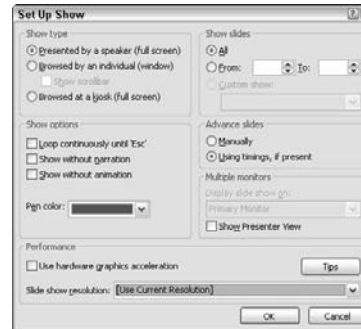 Set Up Show
Show type
Presented by a speaker (full screen)
Browsed by an individual (window)
Show scrollbar
Browsed at a kiosk (full screen)
Show slides
All
From: To:
Custom show:
Show options
Loop continuously until 'Esc'
Show without narration
Show without animation
Pen color:
Advance slides
Manually
Using timings, if present
Multiple monitors
Display slide show on:
Primary Monitor
Show Presenter View
Performance
Use hardware graphics acceleration
Tips
Slide show resolution: [Use Current Resolution]
OK Cancel